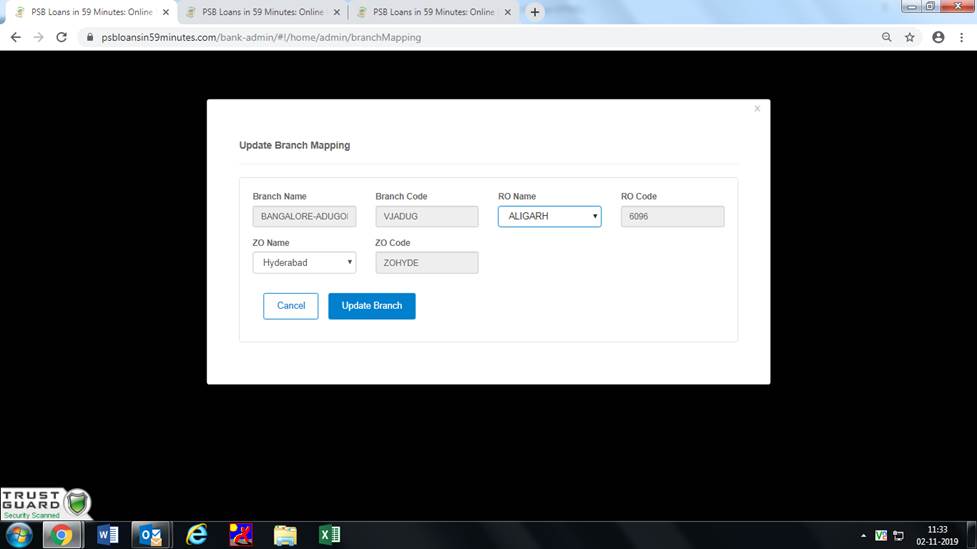 PSB Loans in 59 Minutes: Online
PSB Loans in 59 Minutes: Online
PSB Loans in 59 Minutes: Online
psbloansin59minutes.com/bank-admin/#!/home/admin/branchMapping
Update Branch Mapping
Branch Name Branch Code RO Name RO Code
BANGALORE-ADUGO VJADUG ALIGARH 6096
ZO Name ZO Code
Hyderabad ZOHYDE
Cancel Update Branch
TRUST
GUARD
Security Scanned
11:33
02-11-2019